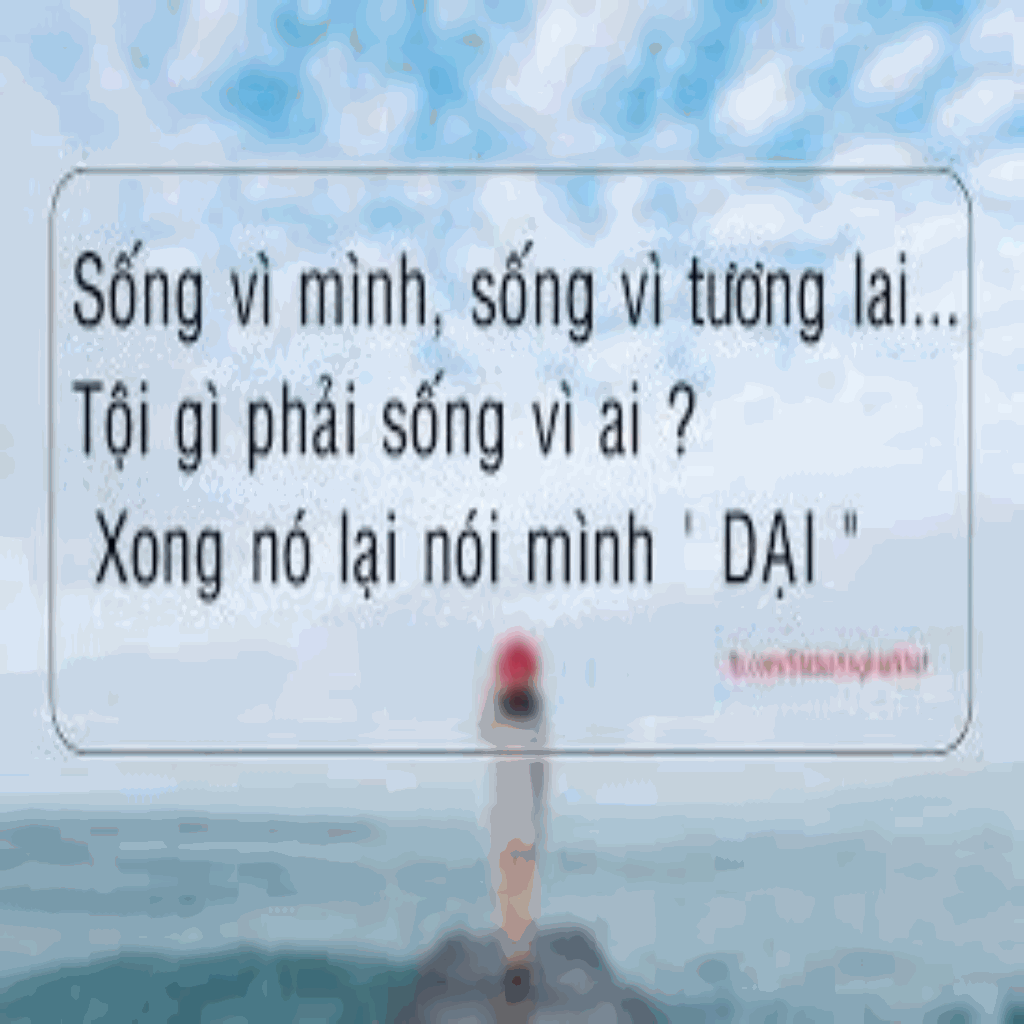 Sống vì mình, sống vì tương lai...
Tội gì phải sống vì ai ?
Xong nó lại nói mình ' DẠI "